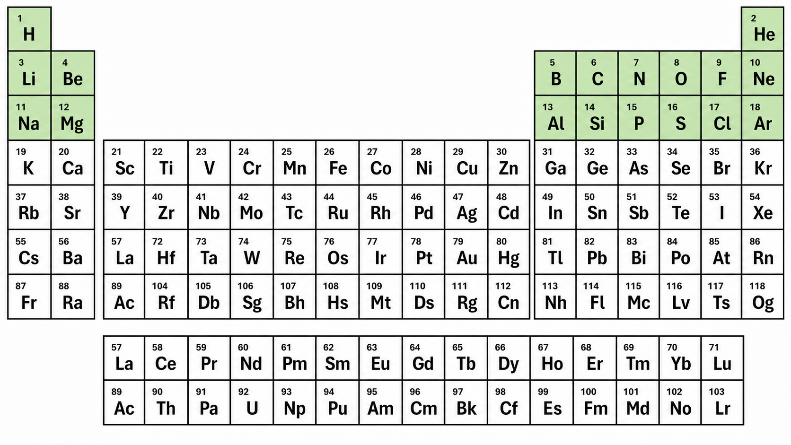 1 2
H He
3 4 5 6 7 8 9 10
Li Be B C N O F Ne
11 12 13 14 15 16 17 18
Na Mg Al Si P S Cl Ar
19 20 21 22 23 24 25 26 27 28 29 30 31 32 33 34 35 36
K Ca Sc Ti V Cr Mn Fe Co Ni Cu Zn Ga Ge As Se Br Kr
37 38 39 40 41 42 43 44 45 46 47 48 49 50 51 52 53 54
Rb Sr Y Zr Nb Mo Tc Ru Rh Pd Ag Cd In Sn Sb Te I Xe
55 56 57 72 73 74 75 76 77 78 79 80 81 82 83 84 85 86
Cs Ba La Hf Ta W Re Os Ir Pt Au Hg Tl Pb Bi Po At Rn
87 88 89 104 105 106 107 108 109 110 111 112 113 114 115 116 117 118
Fr Ra Ac Rf Db Sg Bh Hs Mt Ds Rg Cn Nh Fl Mc Lv Ts Og
57 58 59 60 61 62 63 64 65 66 67 68 69 70 71
La Ce Pr Nd Pm Sm Eu Gd Tb Dy Ho Er Tm Yb Lu
89 90 91 92 93 94 95 96 97 98 99 100 101 102 103
Ac Th Pa U Np Pu Am Cm Bk Cf Es Fm Md No Lr